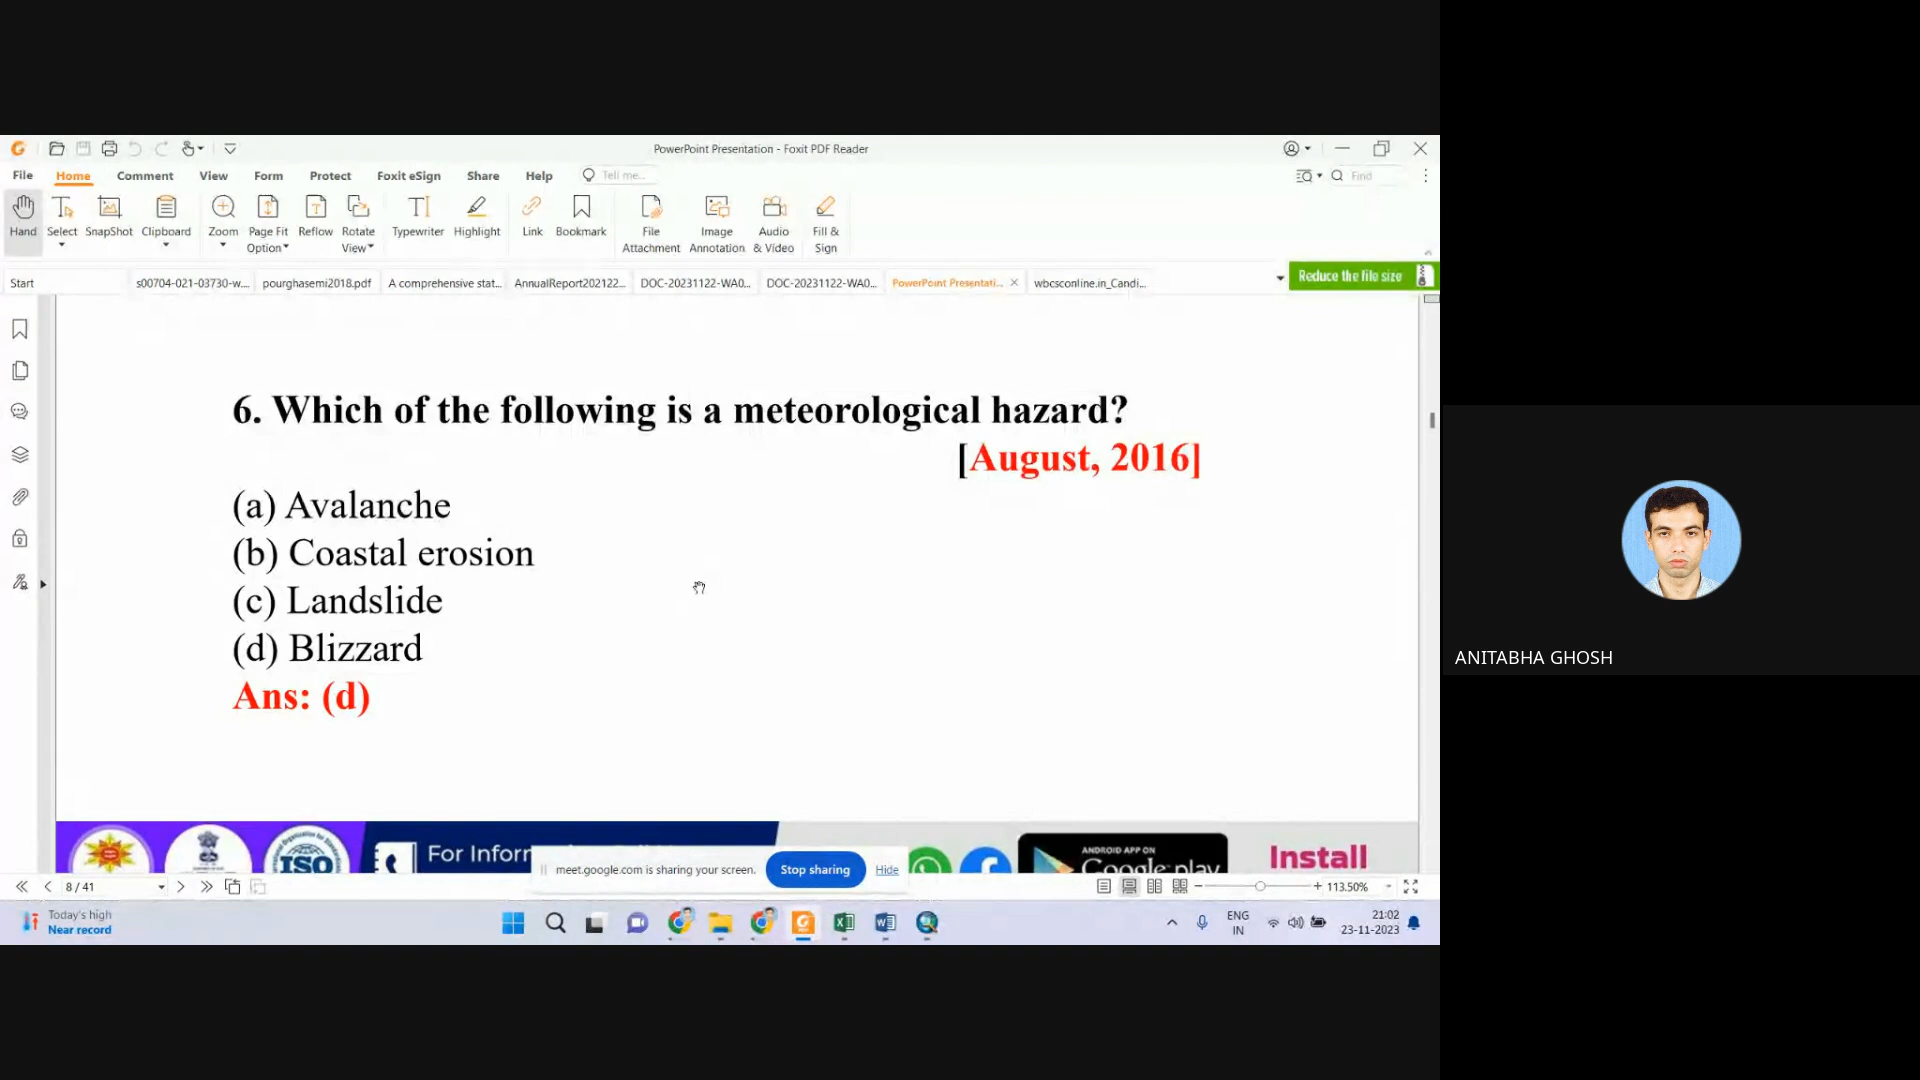 PowerPoint Presentation - Foxit PDF Reader
File Home Comment View Form Protect Foxit eSign Share Help Tell me... Find
Hand Select SnapShot Clipboard Zoom Page Fit Option Reflow Rotate View Typewriter Highlight Link Bookmark File Attachment Image Annotation Audio & Video Fill & Sign
Start s00704-021-03730-w... pourghasemi2018.pdf A comprehensive stat... AnnualReport202122... DOC-20231122-WA0... DOC-20231122-WA0... PowerPoint Presentati... wbcsconline.in_Candi... Reduce the file size
6. Which of the following is a meteorological hazard?
[August, 2016]
(a) Avalanche
(b) Coastal erosion
(c) Landslide
(d) Blizzard
Ans: (d)
ANITABHA GHOSH
ISO
For Inforr
ANDROID APP ON
Google play
Install
meet.google.com is sharing your screen. Stop sharing Hide
8 / 41 113.50%
Today's high
Near record
ENG
IN
21:02
23-11-2023